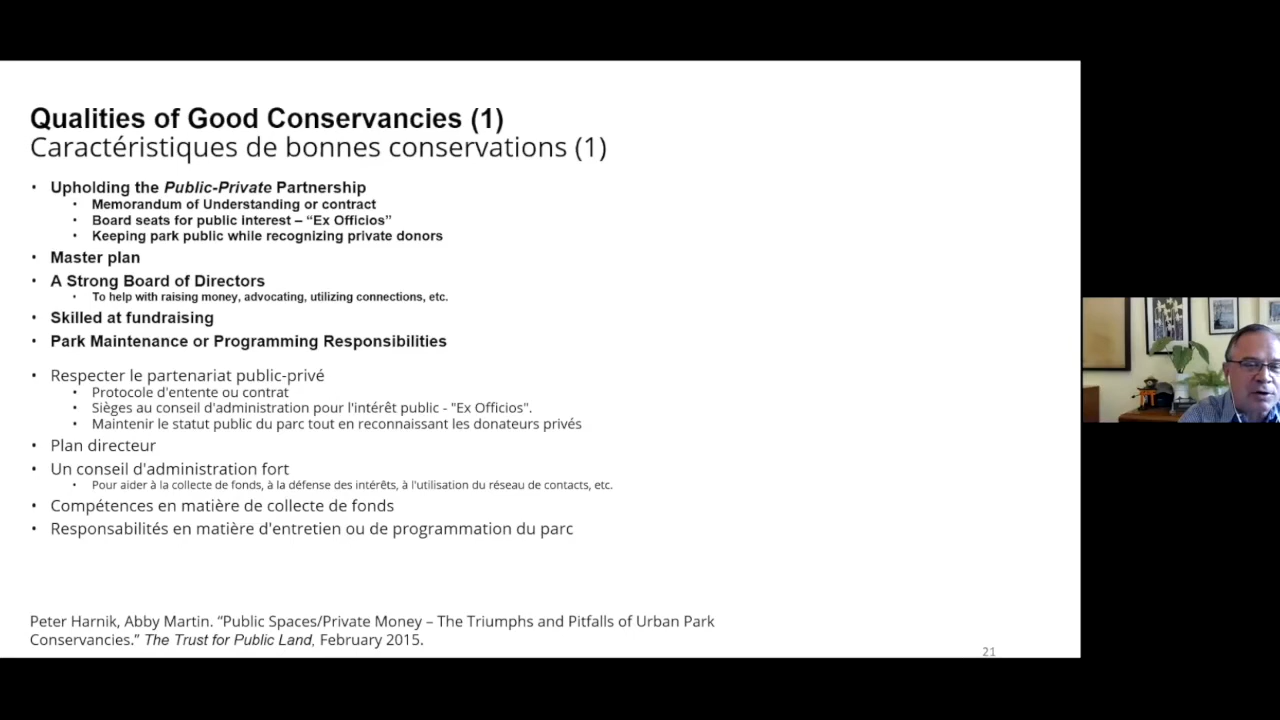 Qualities of Good Conservancies (1)
Caractéristiques de bonnes conservations (1)
• Upholding the Public-Private Partnership
• Memorandum of Understanding or contract
• Board seats for public interest – “Ex Officios”
• Keeping park public while recognizing private donors
• Master plan
• A Strong Board of Directors
• To help with raising money, advocating, utilizing connections, etc.
• Skilled at fundraising
• Park Maintenance or Programming Responsibilities
• Respecter le partenariat public-privé
• Protocole d'entente ou contrat
• Sièges au conseil d'administration pour l'intérêt public - "Ex Officios".
• Maintenir le statut public du parc tout en reconnaissant les donateurs privés
• Plan directeur
• Un conseil d'administration fort
• Pour aider à la collecte de fonds, à la défense des intérêts, à l'utilisation du réseau de contacts, etc.
• Compétences en matière de collecte de fonds
• Responsabilités en matière d'entretien ou de programmation du parc
Peter Harnik, Abby Martin. “Public Spaces/Private Money – The Triumphs and Pitfalls of Urban Park
Conservancies.” The Trust for Public Land, February 2015.
21